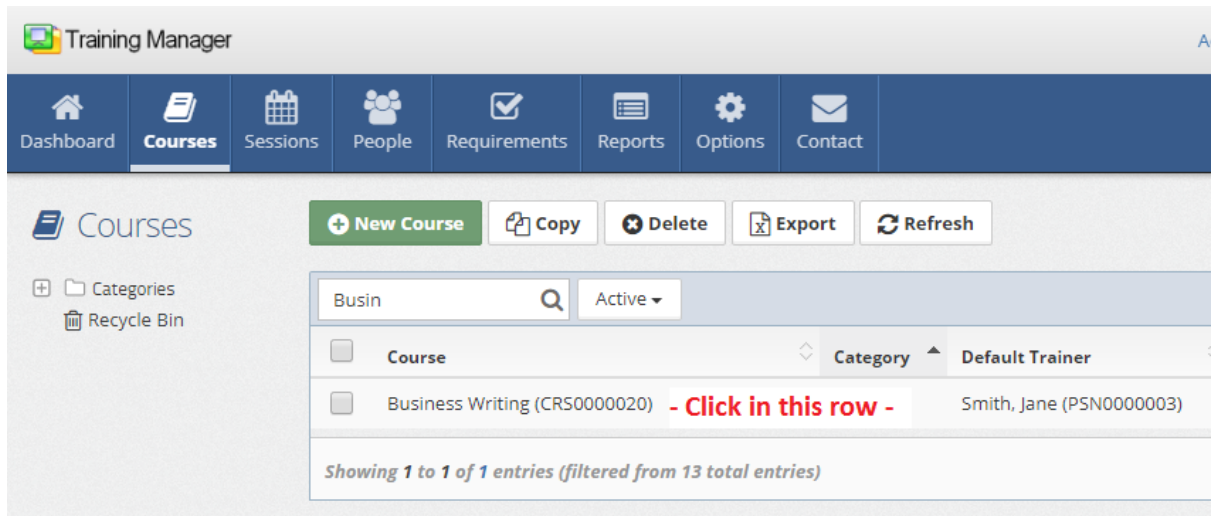 Training Manager
Dashboard Courses Sessions People Requirements Reports Options Contact
Courses
New Course Copy Delete Export Refresh
Categories
Recycle Bin
Busin Active
Course Category Default Trainer
Business Writing (CRS0000020) - Click in this row - Smith, Jane (PSN0000003)
Showing 1 to 1 of 1 entries (filtered from 13 total entries)